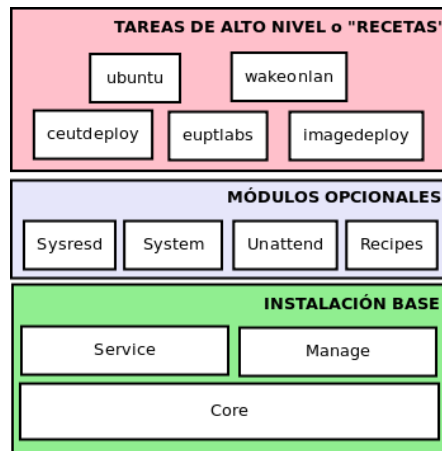 TAREAS DE ALTO NIVEL o "RECETAS"
ubuntu wakeonlan
ceutdeploy euptlabs imagedeploy
MÓDULOS OPCIONALES
Sysresd System Unattend Recipes
INSTALACIÓN BASE
Service Manage
Core